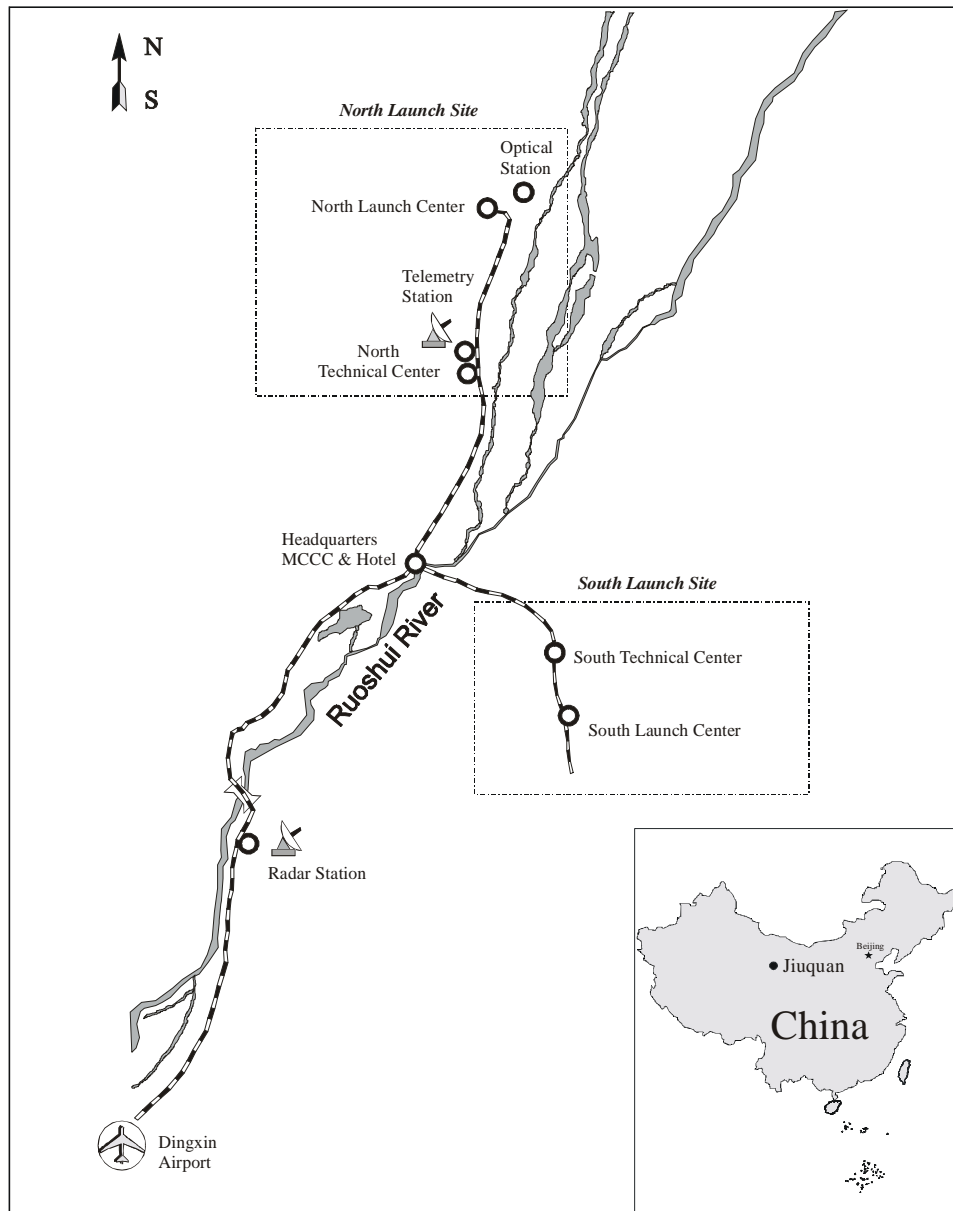 N
S
North Launch Site
Optical
Station
North Launch Center
Telemetry
Station
North
Technical Center
Headquarters
MCCC & Hotel
South Launch Site
Ruoshui River
South Technical Center
South Launch Center
Radar Station
Beijing
Jiuquan
China
Dingxin
Airport